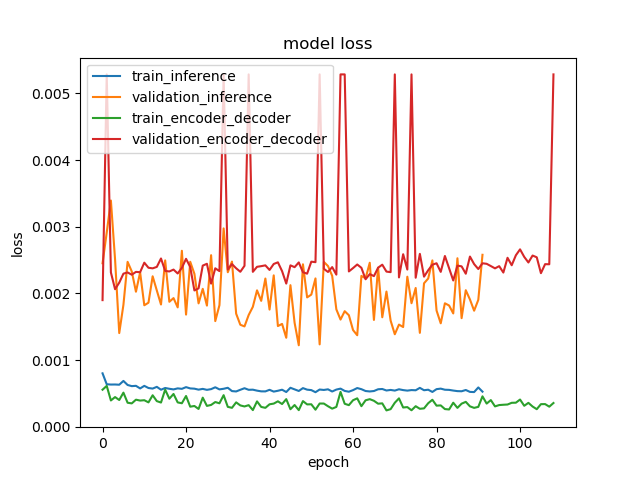 model loss
train_inference
validation_inference
train_encoder_decoder
validation_encoder_decoder
0.005
0.004
0.003
0.002
0.001
0.000
loss
0 20 40 60 80 100
epoch